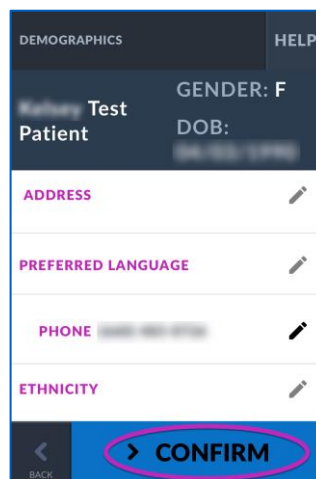 DEMOGRAPHICS
HELP
Test
Patient
GENDER: F
DOB:
ADDRESS
PREFERRED LANGUAGE
PHONE
ETHNICITY
BACK
> CONFIRM